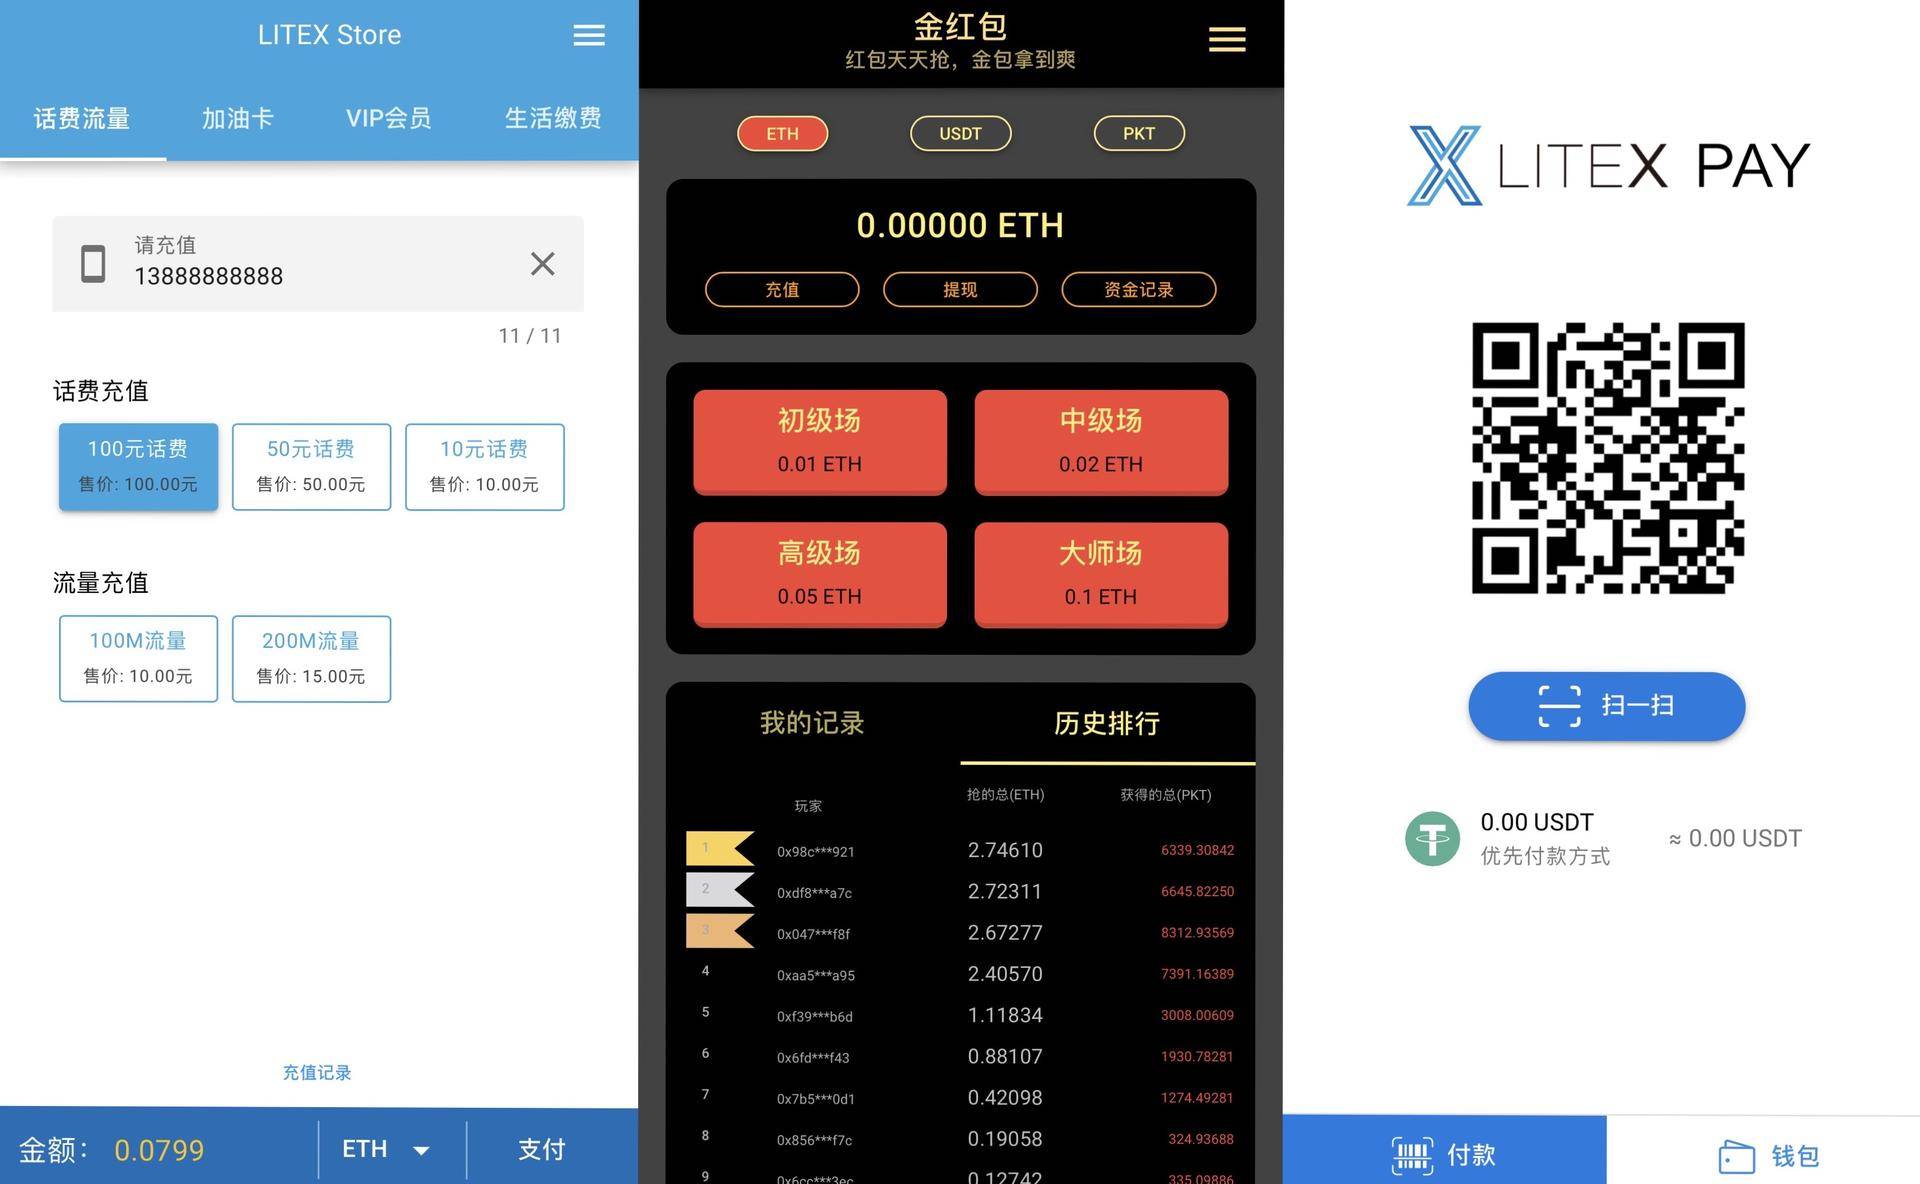 LITEX Store
话费流量
加油卡
VIP会员
生活缴费
请充值
13888888888
11 / 11
话费充值
100元话费
售价: 100.00元
50元话费
售价: 50.00元
10元话费
售价: 10.00元
流量充值
100M流量
售价: 10.00元
200M流量
售价: 15.00元
充值记录
金额: 0.0799
ETH
支付
金红包
红包天天抢，金包拿到爽
ETH
USDT
PKT
0.00000 ETH
充值
提现
资金记录
初级场
0.01 ETH
中级场
0.02 ETH
高级场
0.05 ETH
大师场
0.1 ETH
我的记录
历史排行
玩家 抢的总(ETH) 获得的总(PKT)
1 0x98c***921 2.74610 6339.30842
2 0xdf8***a7c 2.72311 6645.82250
3 0x047***f8f 2.67277 8312.93569
4 0xaa5***a95 2.40570 7391.16389
5 0xf39***b6d 1.11834 3008.00609
6 0x6fd***f43 0.88107 1930.78281
7 0x7b5***0d1 0.42098 1274.49281
8 0x856***f7c 0.19058 324.93688
9 0x6cc***3ec 0.12742 335.09886
LITEX PAY
扫一扫
0.00 USDT
优先付款方式
≈ 0.00 USDT
付款
钱包